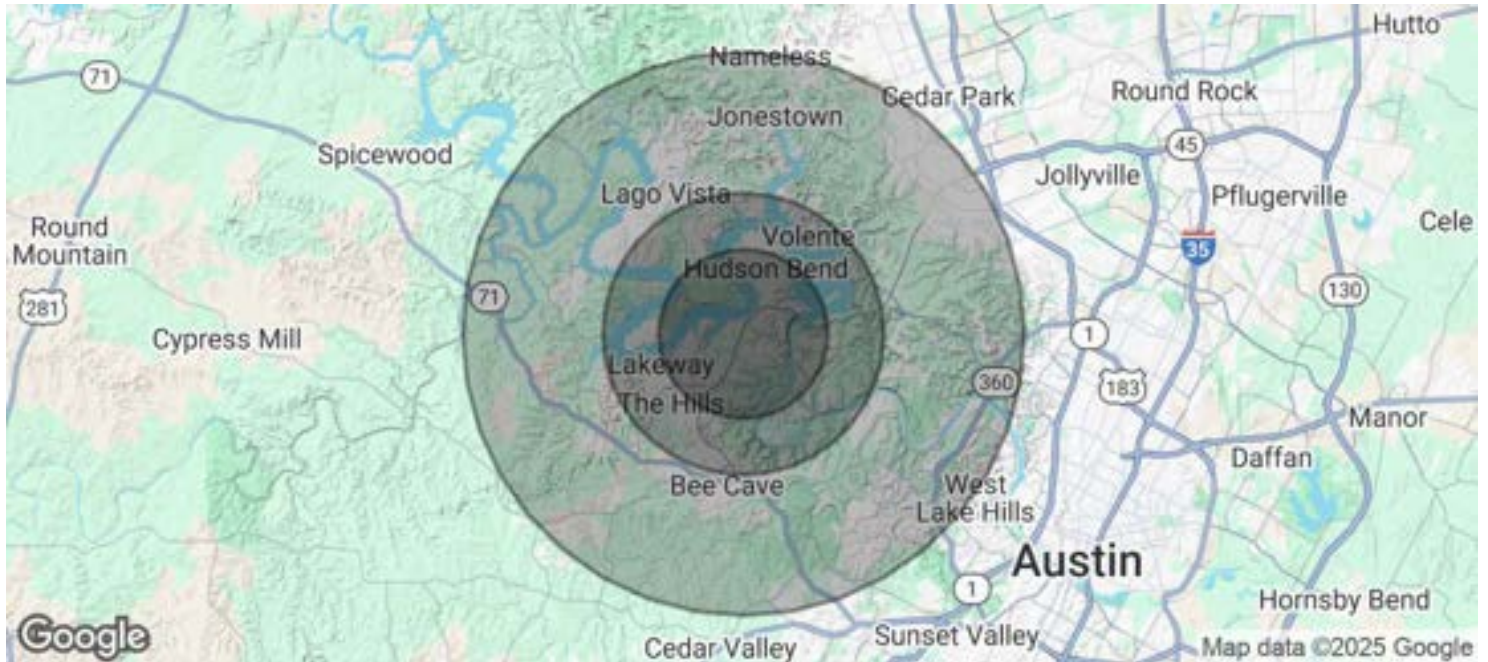 Nameless
Hutto
71
Cedar Park
Round Rock
Jonestown
45
Spicewood
Jollyville
Pflugerville
Lago Vista
Round
Mountain
Cele
Volente
35
Hudson Bend
71
130
281
Cypress Mill
1
Lakeway
360
183
The Hills
Manor
Daffan
Bee Cave
West
Lake Hills
Austin
1
Hornsby Bend
Google
Cedar Valley
Sunset Valley
Map data ©2025 Google